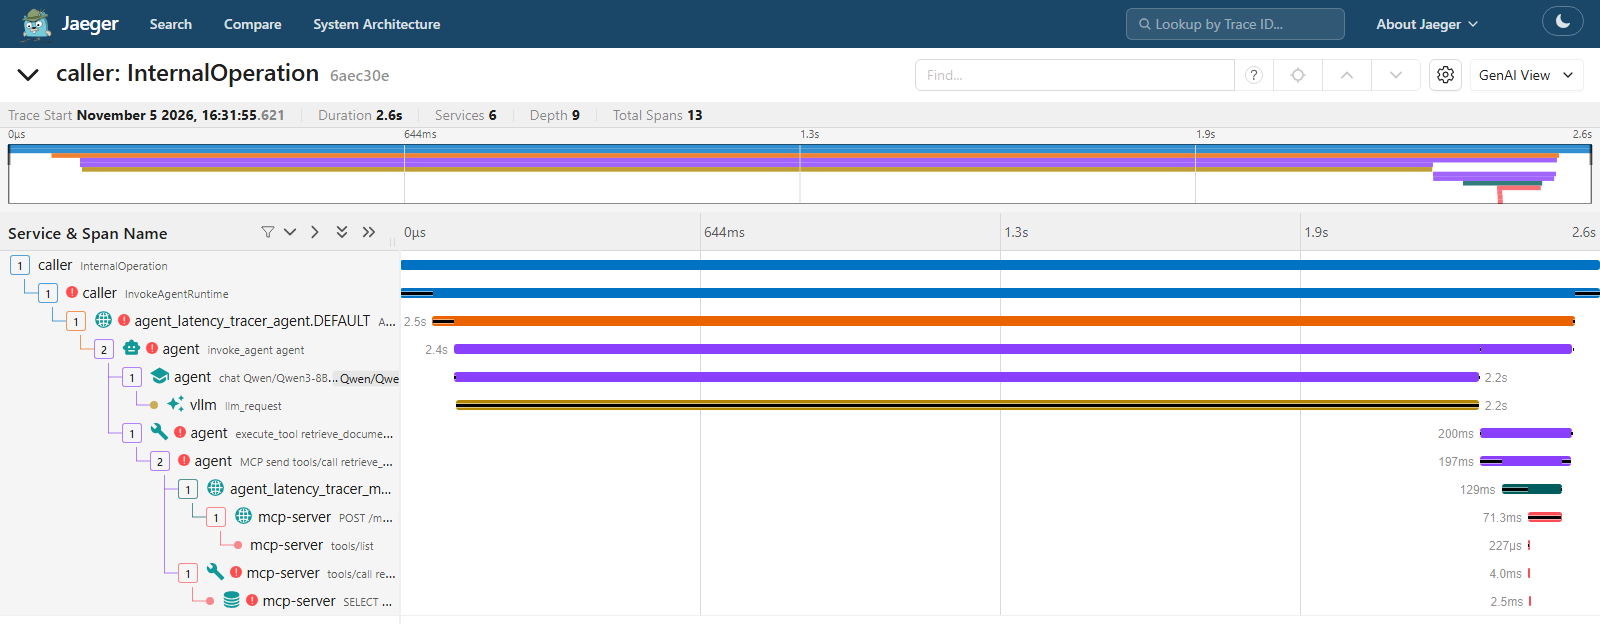 Jaeger Search Compare System Architecture Lookup by Trace ID... About Jaeger
caller: InternalOperation 6aec30e Find... ? GenAI View
Trace Start November 5 2026, 16:31:55.621 Duration 2.6s Services 6 Depth 9 Total Spans 13
0μs 644ms 1.3s 1.9s 2.6s
Service & Span Name 0μs 644ms 1.3s 1.9s 2.6s
1 caller InternalOperation
1 caller InvokeAgentRuntime
1 agent_latency_tracer_agent.DEFAULT A... 2.5s
2 agent invoke_agent agent 2.4s
1 agent chat Qwen/Qwen3-8B... Qwen/Qwe 2.2s
vllm llm_request 2.2s
1 agent execute_tool retrieve_docume... 200ms
2 agent MCP send tools/call retrieve_... 197ms
1 agent_latency_tracer_m... 129ms
1 mcp-server POST /m... 71.3ms
mcp-server tools/list 227μs
1 mcp-server tools/call re... 4.0ms
mcp-server SELECT ... 2.5ms